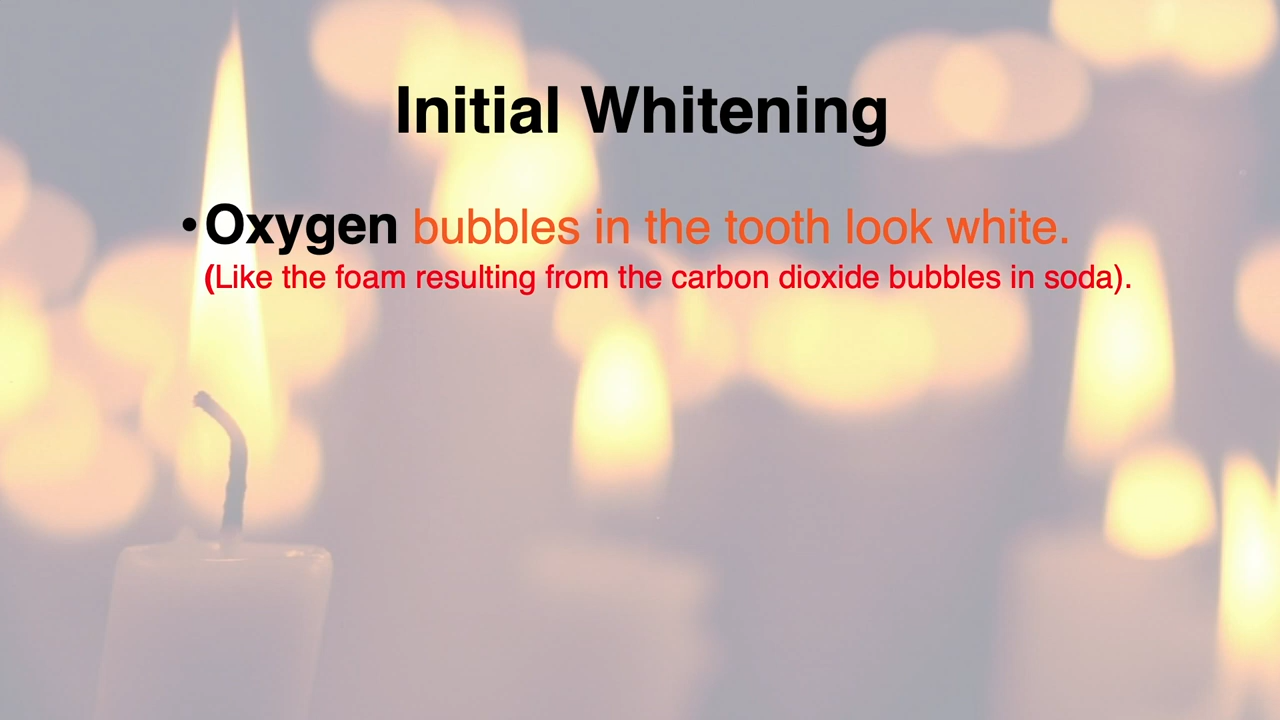 Initial Whitening
•Oxygen bubbles in the tooth look white.
(Like the foam resulting from the carbon dioxide bubbles in soda).